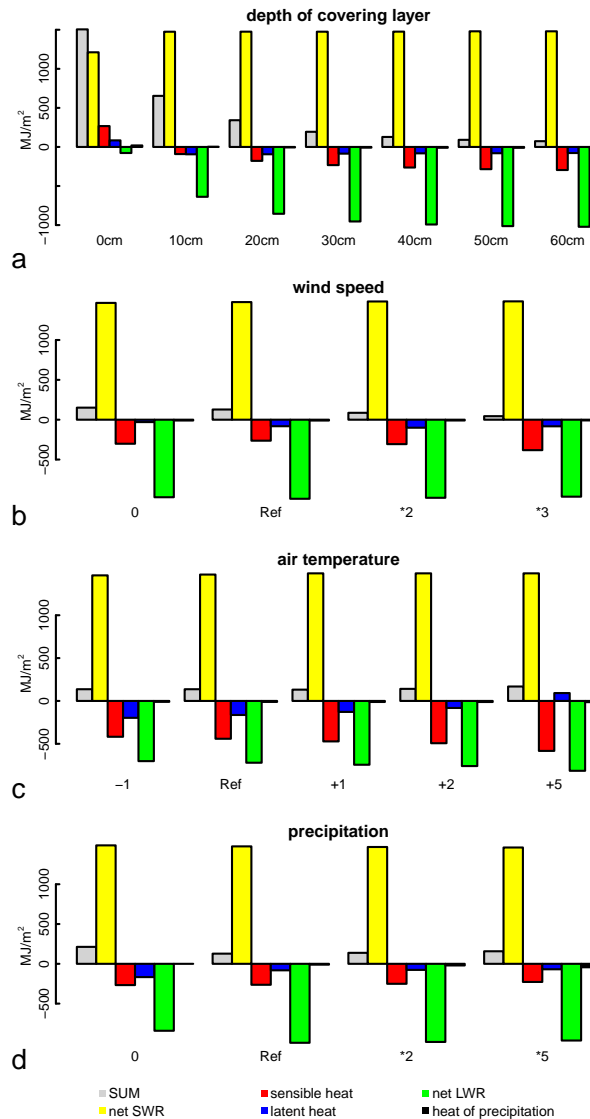 depth of covering layer
1000
500
0
−1000
MJ/m²
0cm 10cm 20cm 30cm 40cm 50cm 60cm
a
wind speed
1000
500
0
−500
MJ/m²
0 Ref *2 *3
b
air temperature
1000
500
0
−500
MJ/m²
−1 Ref +1 +2 +5
c
precipitation
1000
500
0
−500
MJ/m²
0 Ref *2 *5
d
SUM sensible heat net LWR
net SWR latent heat heat of precipitation